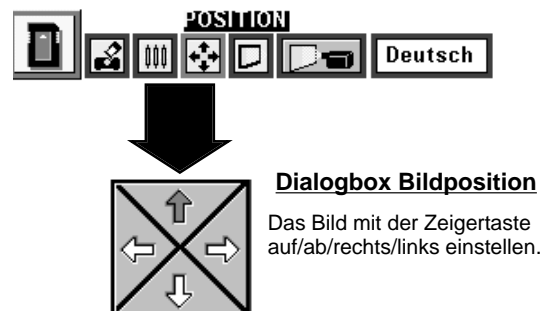 POSITION
Deutsch
Dialogbox Bildposition
Das Bild mit der Zeigertaste
auf/ab/rechts/links einstellen.